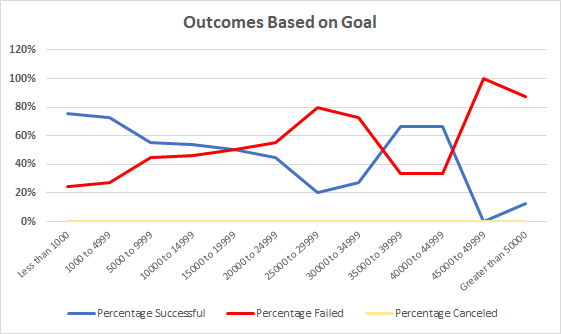 Outcomes Based on Goal
120%
100%
80%
60%
40%
20%
0%
Less than 1000
1000 to 4999
5000 to 9999
10000 to 14999
15000 to 19999
20000 to 24999
25000 to 29999
30000 to 34999
35000 to 39999
40000 to 44999
45000 to 49999
Greater than 50000
Percentage Successful Percentage Failed Percentage Canceled